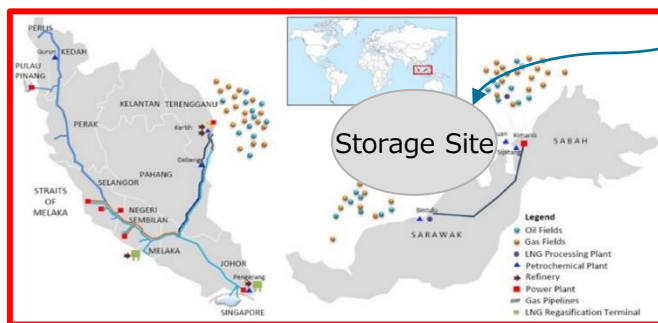 PERLIS
Gurun
KEDAH
PULAU
PINANG
KELANTAN
TERENGGANU
PERAK
Kertih
PAHANG
Gebeng
SELANGOR
STRAITS OF
MELAKA
NEGERI
SEMBILAN
MELAKA
JOHOR
Pengerang
SINGAPORE
Storage Site
Kimanis
Sipitang
SABAH
Bintulu
SARAWAK
Legend
Oil Fields
Gas Fields
LNG Processing Plant
Petrochemical Plant
Refinery
Power Plant
Gas Pipelines
LNG Regasification Terminal